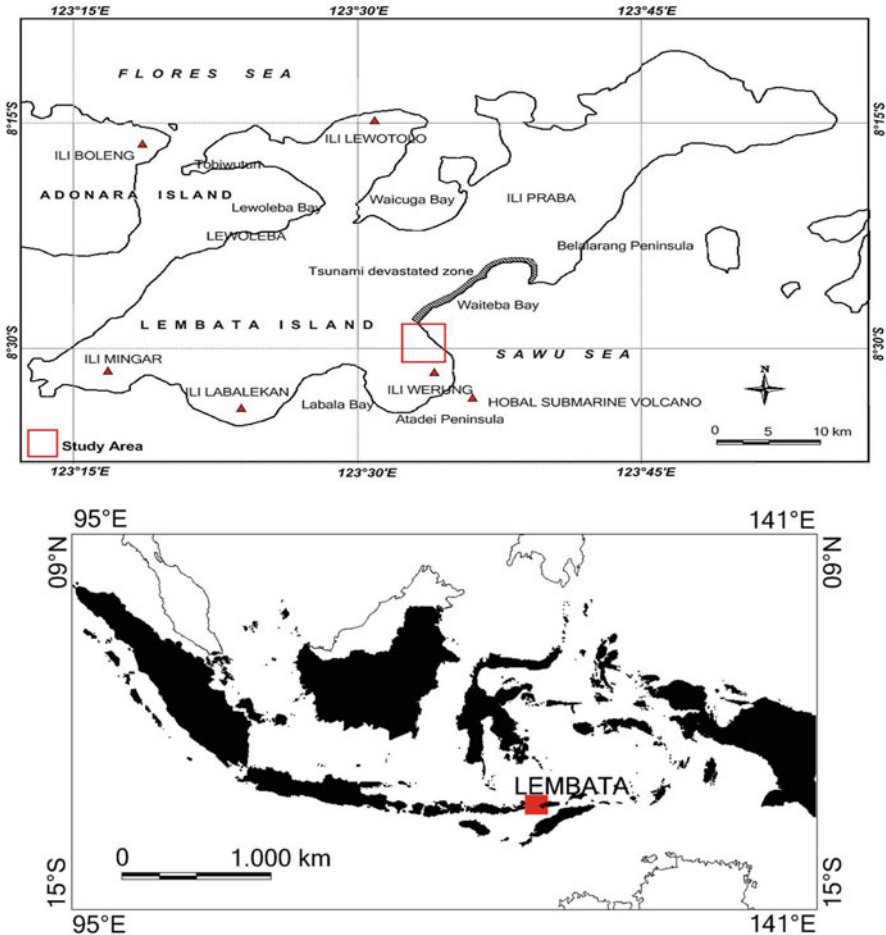 123°15'E 123°30'E 123°45'E
FLORES SEA
8°15'S 8°15'S
ILI LEWOTOLO
ILI BOLENG
Tobiwutun
ADONARA ISLAND
Waicuga Bay
ILI PRABA
Lewoleba Bay
LEWOLEBA
Belalarang Peninsula
Tsunami devastated zone
Waiteba Bay
LEMBATA ISLAND
8°30'S 8°30'S
SAWU SEA
ILI MINGAR
ILI WERUNG
ILI LABALEKAN
Labala Bay
HOBAL SUBMARINE VOLCANO
Atadei Peninsula
N
0 5 10 km
Study Area
123°15'E 123°30'E 123°45'E
95°E 141°E
09°N 09°N
LEMBATA
0 1.000 km
15°S 15°S
95°E 141°E